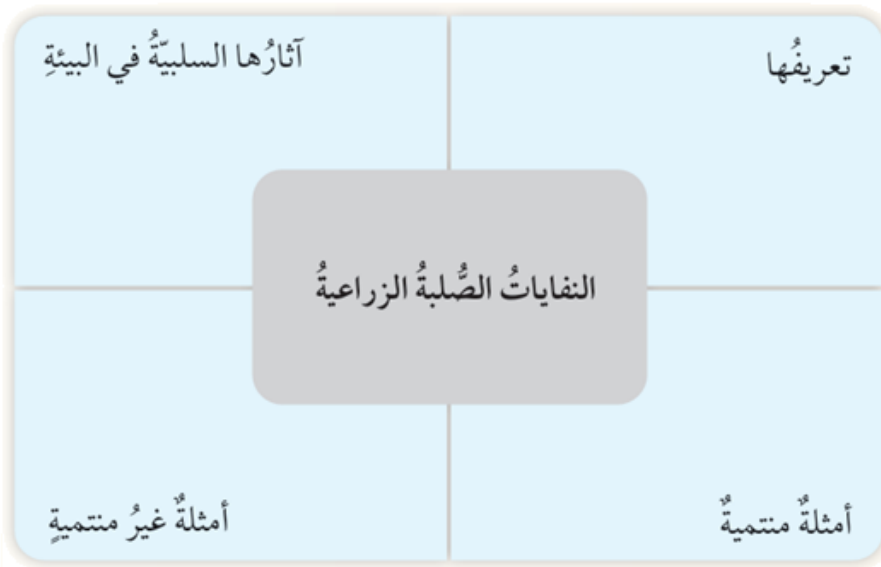 تعريفُها
آثارُها السلبيّةُ في البيئةِ
النفاياتُ الصُّلبةُ الزراعيةُ
أمثلةٌ منتميةٌ
أمثلةٌ غيرُ منتميةٍ